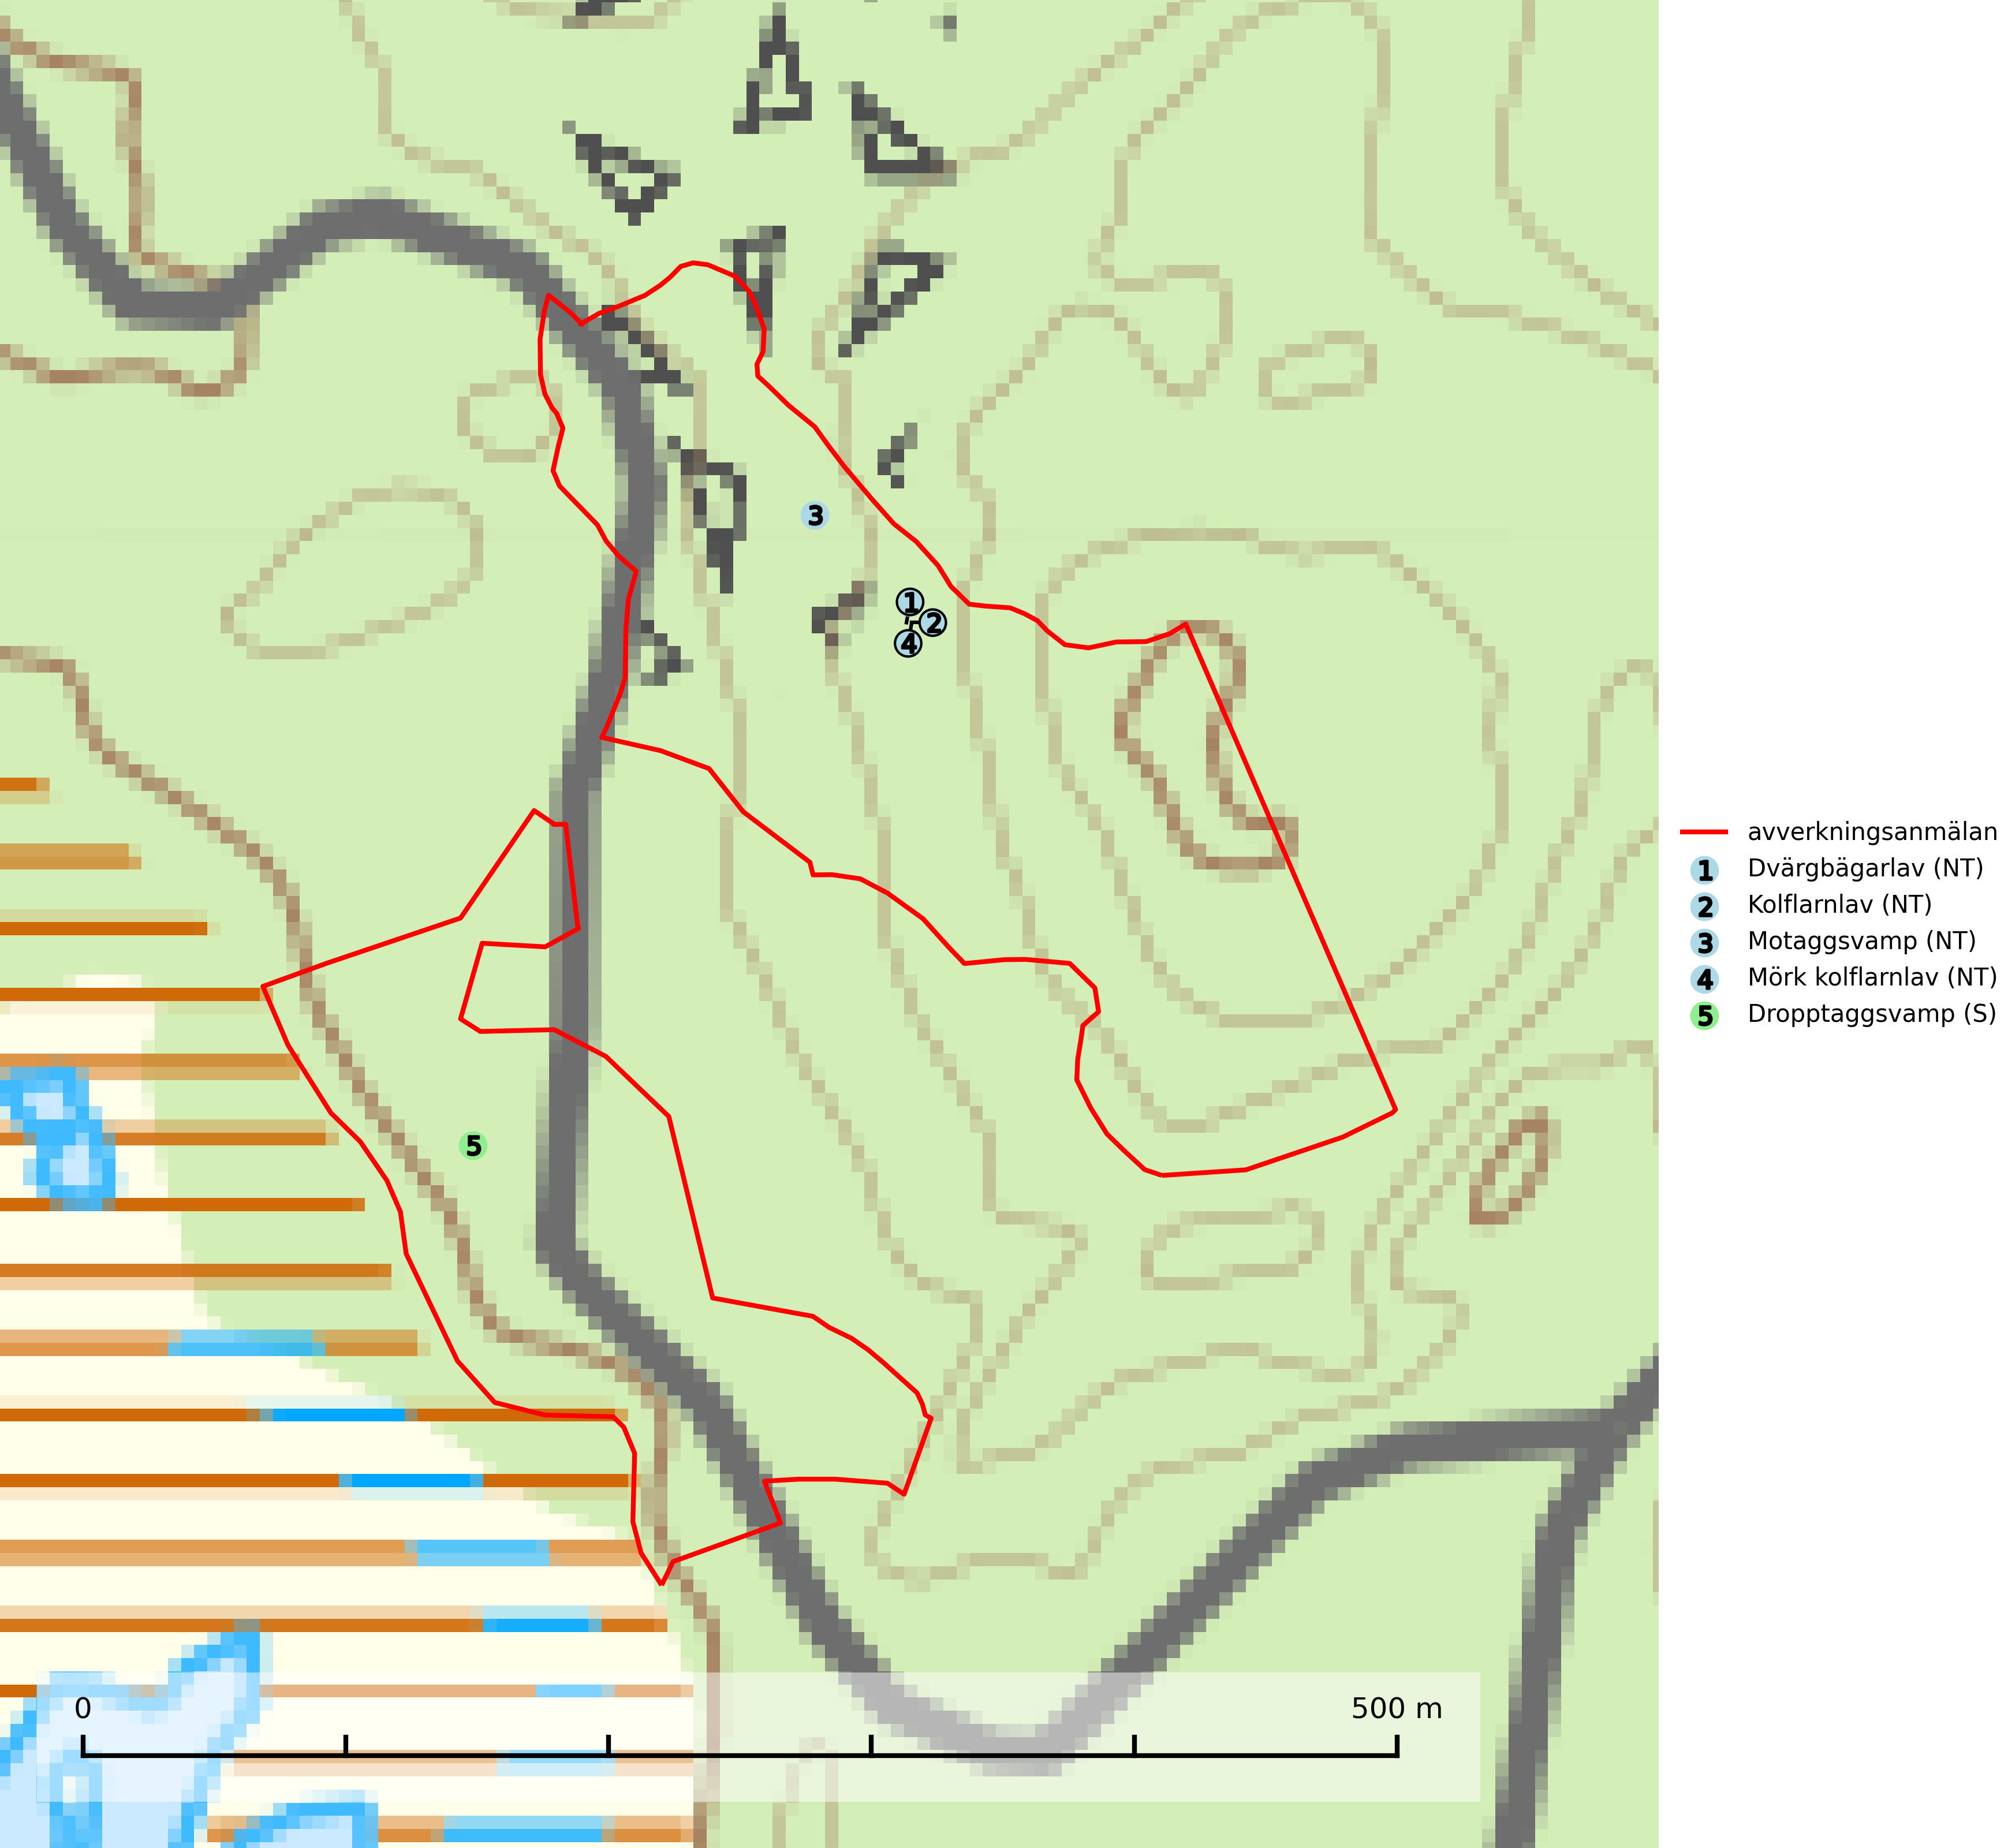 3
1
2
4
5
avverkningsanmälan
1 Dvärgbägarlav (NT)
2 Kolflarnlav (NT)
3 Motaggsvamp (NT)
4 Mörk kolflarnlav (NT)
5 Dropptaggsvamp (S)
0 500 m